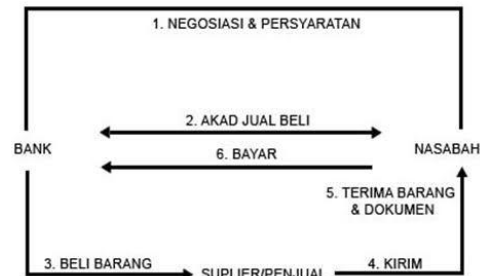 1. NEGOSIASI & PERSYARATAN
2. AKAD JUAL BELI
BANK
6. BAYAR
NASABAH
5. TERIMA BARANG
& DOKUMEN
3. BELI BARANG
SUPLIER/PENJUAL
4. KIRIM